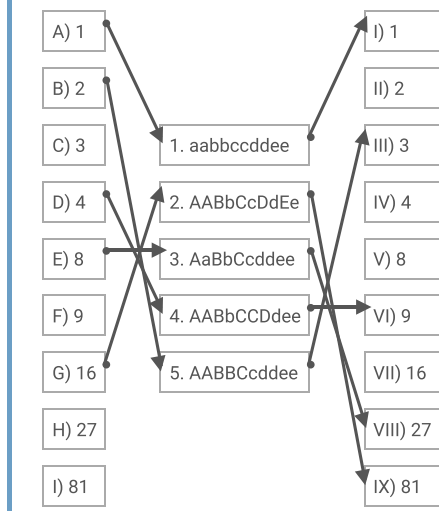 A) 1
B) 2
C) 3
D) 4
E) 8
F) 9
G) 16
H) 27
I) 81
1. aabbccddee
2. AABbCcDdEe
3. AaBbCcddee
4. AABbCCDdee
5. AABBCcddee
I) 1
II) 2
III) 3
IV) 4
V) 8
VI) 9
VII) 16
VIII) 27
IX) 81